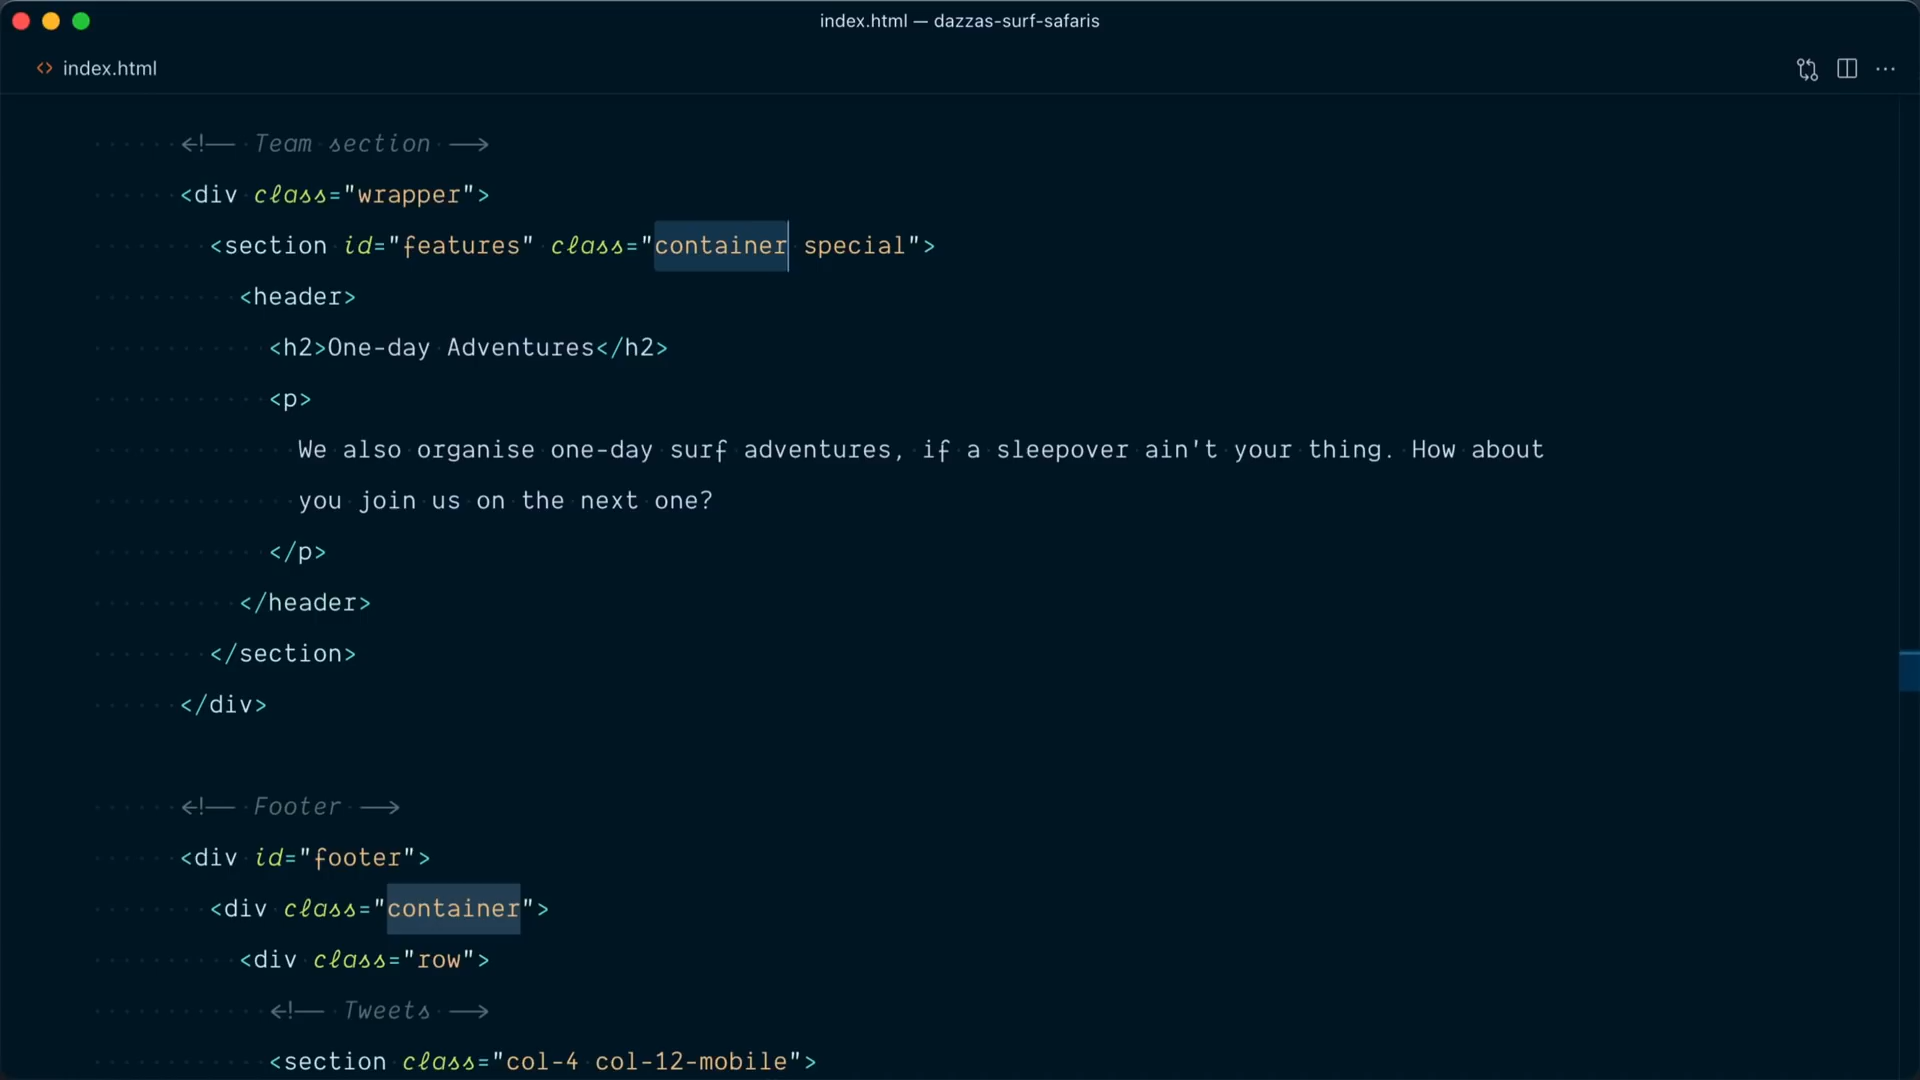 index.html — dazzas-surf-safaris
<> index.html
<!-- Team section -->
<div class="wrapper">
<section id="features" class="container special">
<header>
<h2>One-day Adventures</h2>
<p>
We also organise one-day surf adventures, if a sleepover ain't your thing. How about
you join us on the next one?
</p>
</header>
</section>
</div>
<!-- Footer -->
<div id="footer">
<div class="container">
<div class="row">
<!-- Tweets -->
<section class="col-4 col-12-mobile">